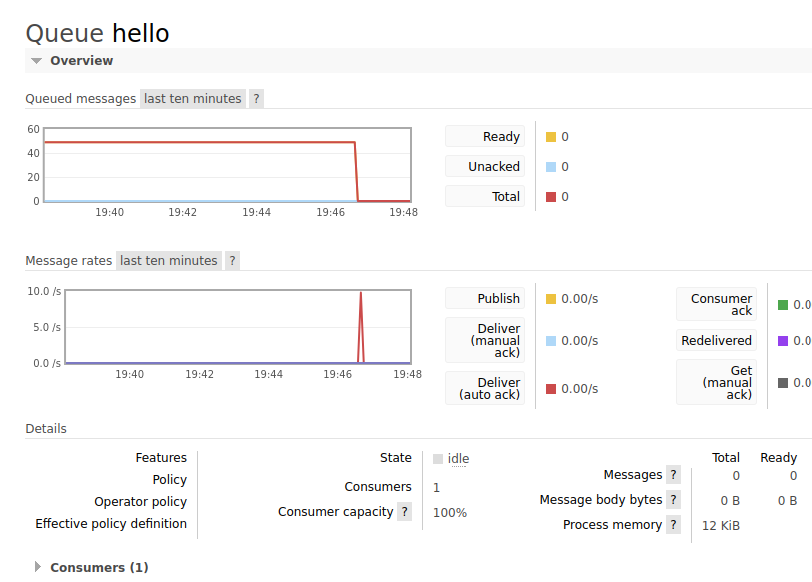 Queue hello
Overview
Queued messages last ten minutes ?
60
40
20
0
19:40 19:42 19:44 19:46 19:48
Ready 0
Unacked 0
Total 0
Message rates last ten minutes ?
10.0 /s
5.0 /s
0.0 /s
19:40 19:42 19:44 19:46 19:48
Publish 0.00/s
Deliver
(manual
ack) 0.00/s
Deliver
(auto ack) 0.00/s
Consumer
ack 0.0
Redelivered 0.0
Get
(manual
ack) 0.0
Details
Features
Policy
Operator policy
Effective policy definition
State idle
Consumers 1
Consumer capacity ? 100%
Total Ready
Messages ? 0 0
Message body bytes ? 0 B 0 B
Process memory ? 12 KiB
Consumers (1)